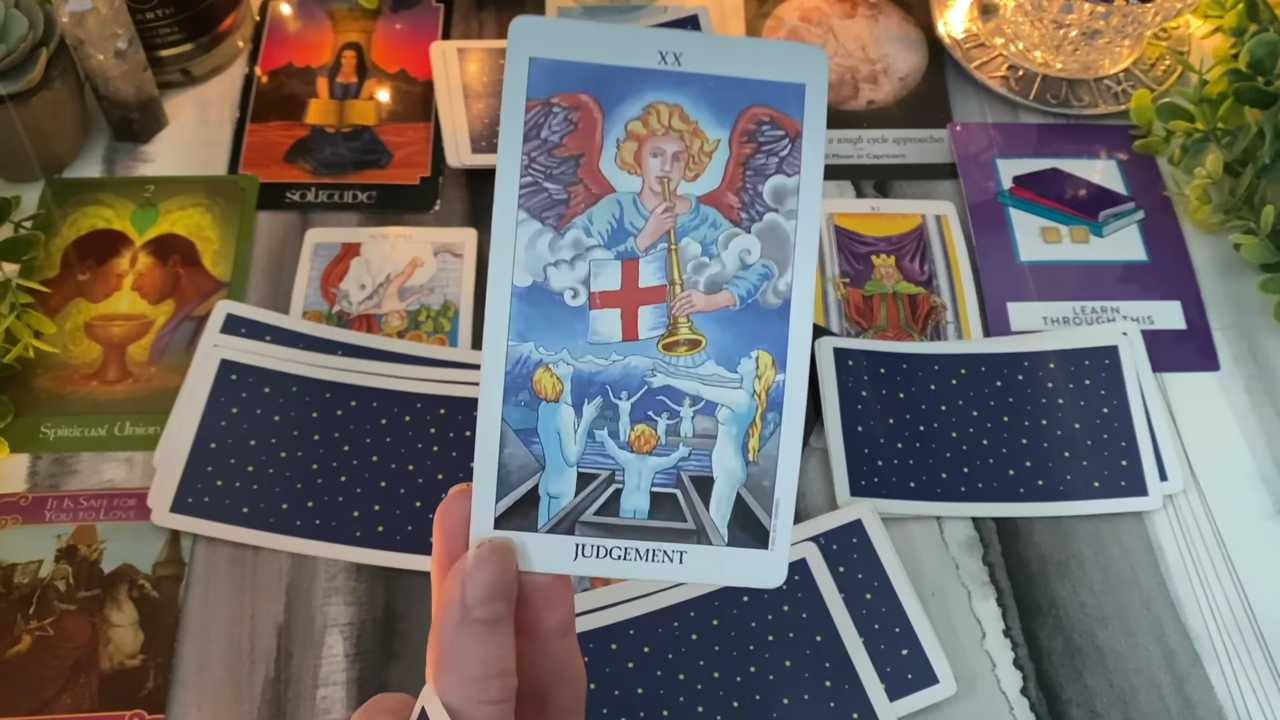 XX
JUDGEMENT
ARTH
SOLITUDE
a tough cycle approaches
Moon in Capricorn
2
Spiritual Union
XI
LEARN
THROUGH THIS
IT IS SAFE FOR
YOU TO LOVE